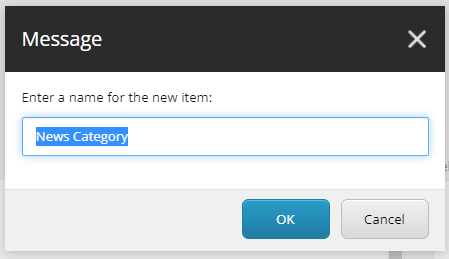 Message
Enter a name for the new item:
News Category
OK
Cancel